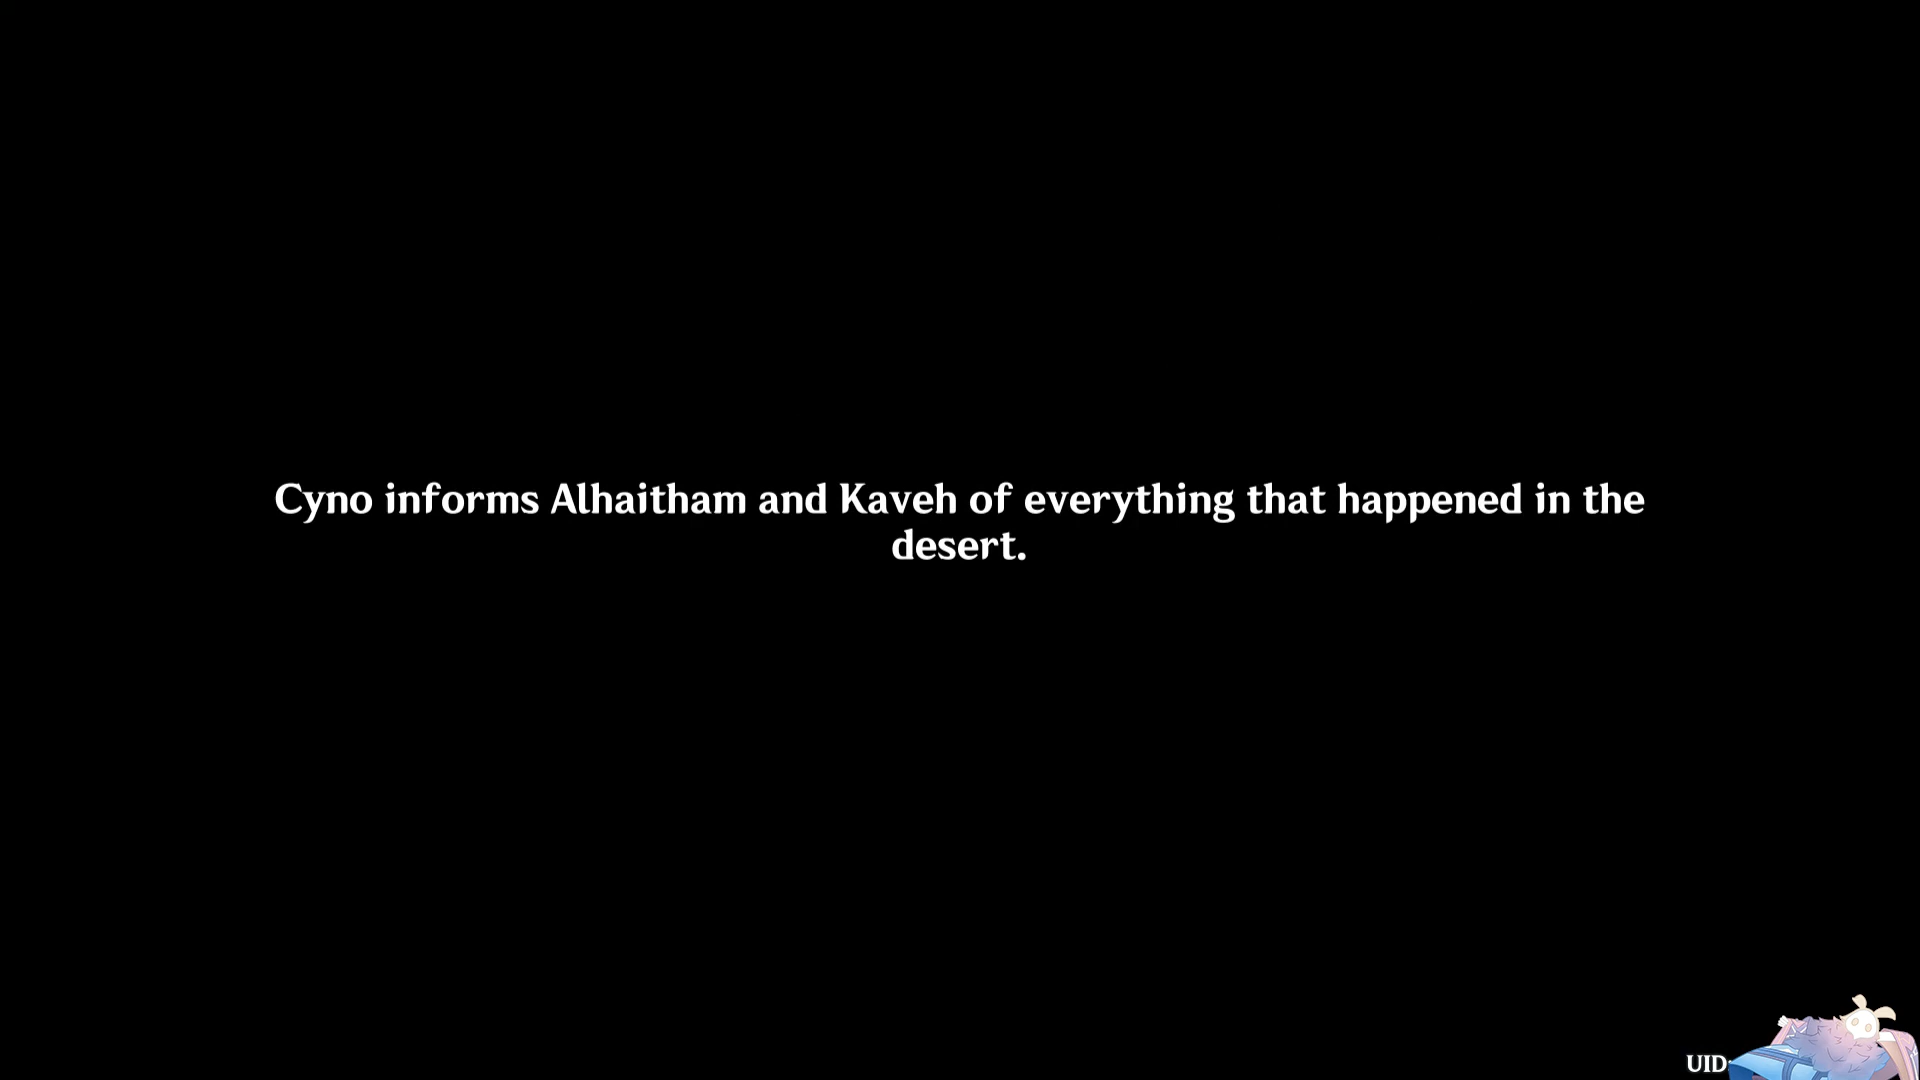 Cyno informs Alhaitham and Kaveh of everything that happened in the
desert.
UID: